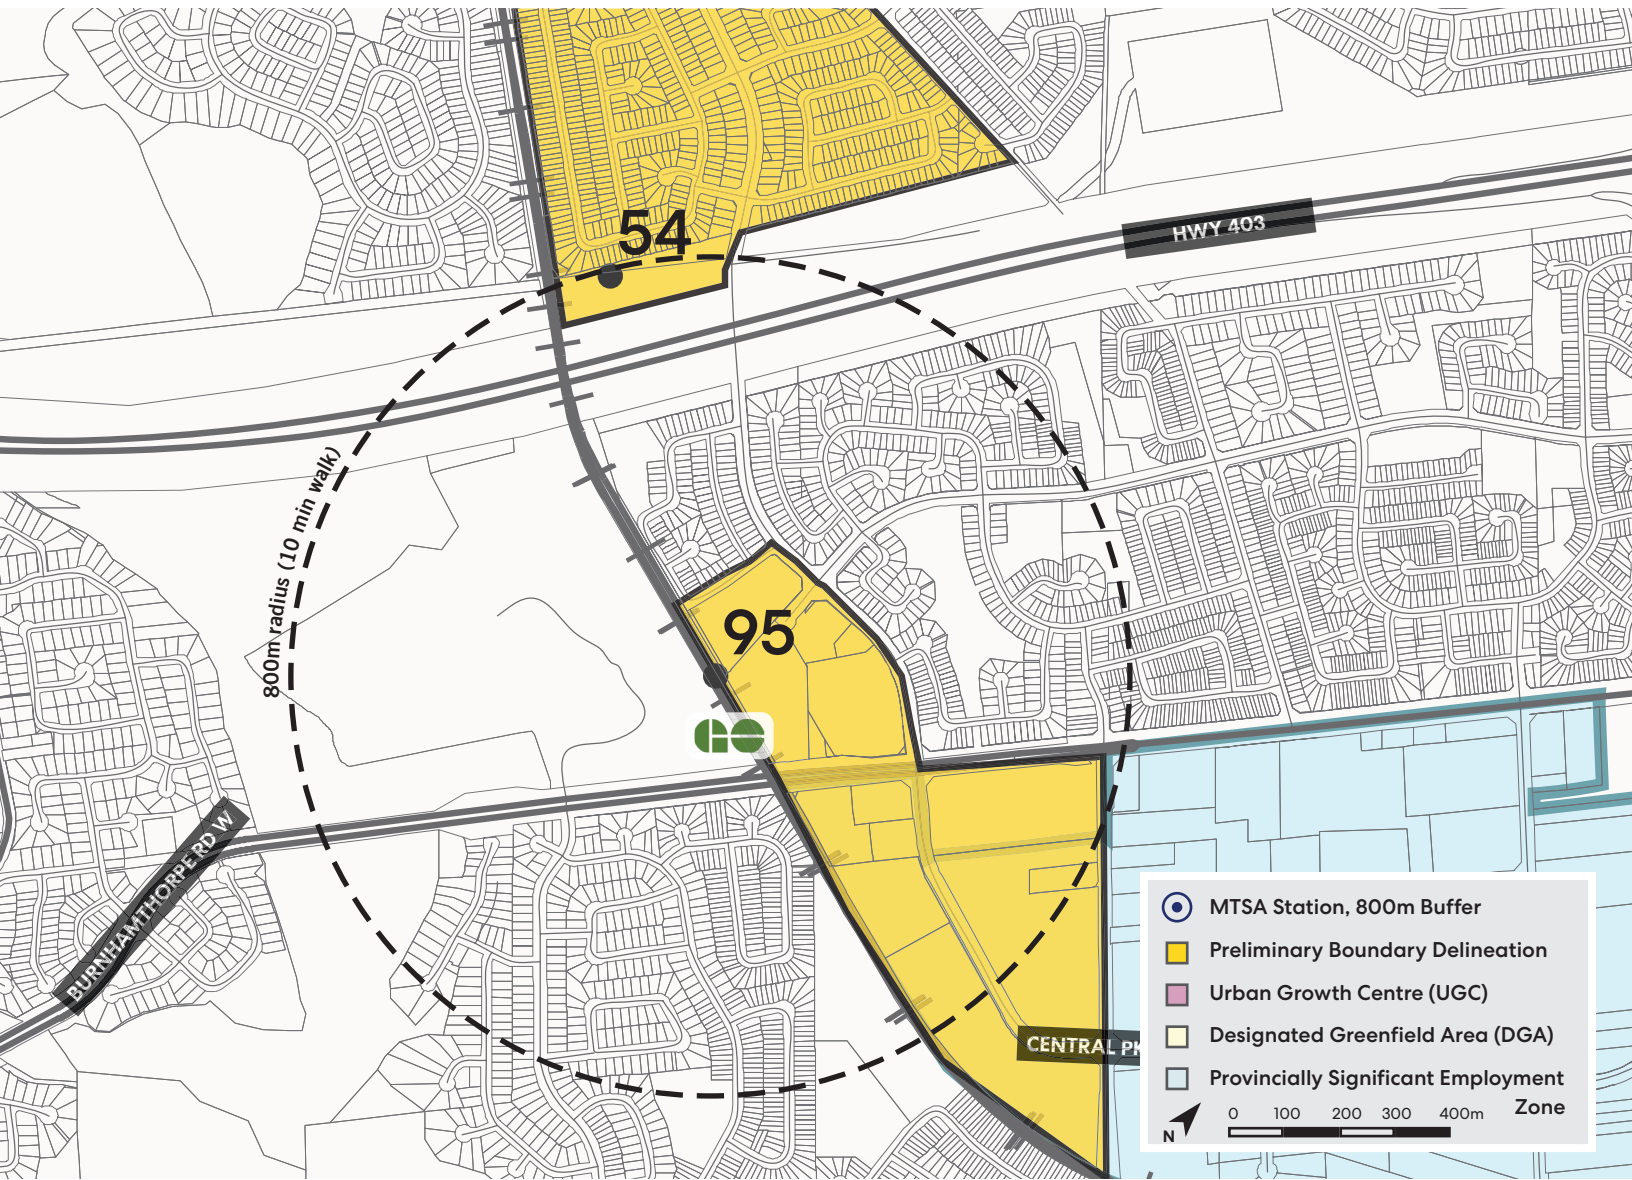 54
HWY 403
800m radius (10 min walk)
95
GO
BURNHAMTHORPE RD W
CENTRAL PK
MTSA Station, 800m Buffer
Preliminary Boundary Delineation
Urban Growth Centre (UGC)
Designated Greenfield Area (DGA)
Provincially Significant Employment
Zone
N
0 100 200 300 400m